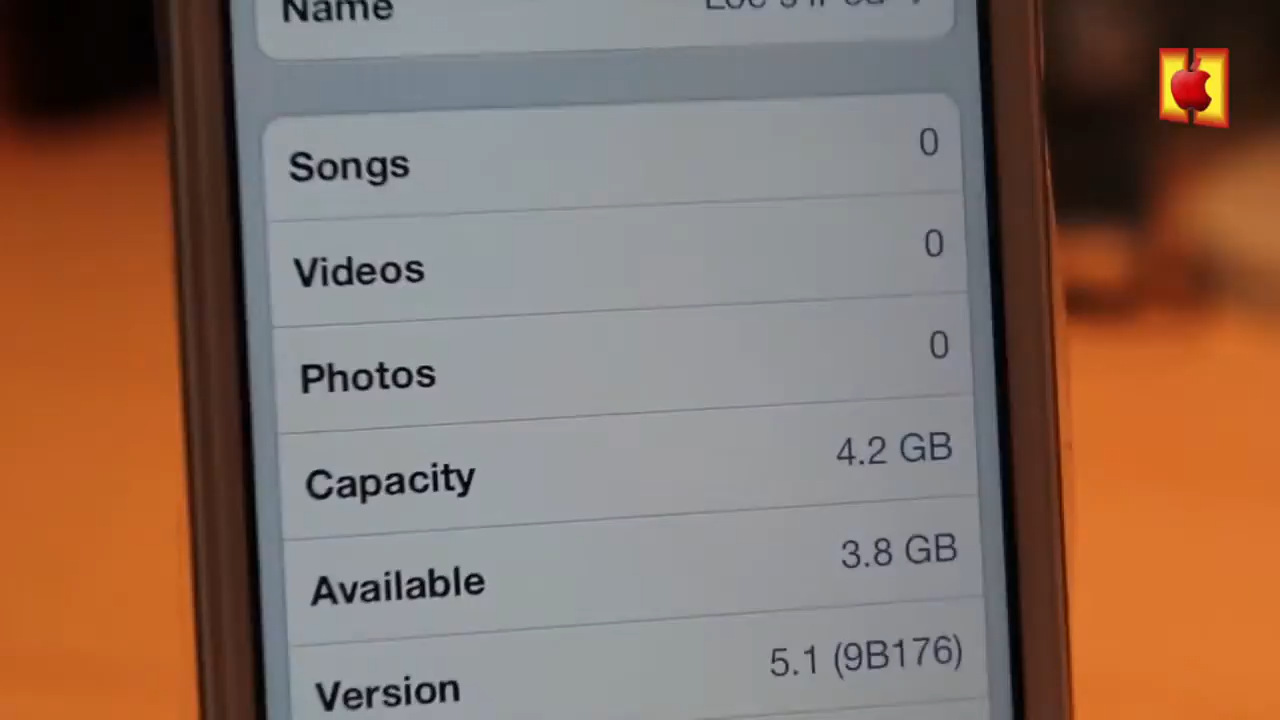 Name
Songs 0
Videos 0
Photos 0
Capacity 4.2 GB
Available 3.8 GB
Version 5.1 (9B176)